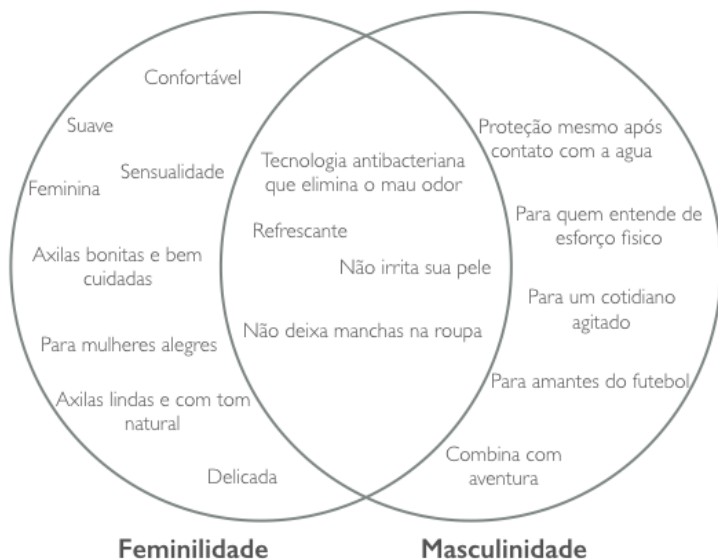 Confortável
Suave
Sensualidade
Feminina
Axilas bonitas e bem
cuidadas
Para mulheres alegres
Axilas lindas e com tom
natural
Delicada
Tecnologia antibacteriana
que elimina o mau odor
Refrescante
Não irrita sua pele
Não deixa manchas na roupa
Proteção mesmo após
contato com a agua
Para quem entende de
esforço fisico
Para um cotidiano
agitado
Para amantes do futebol
Combina com
aventura
Feminilidade
Masculinidade